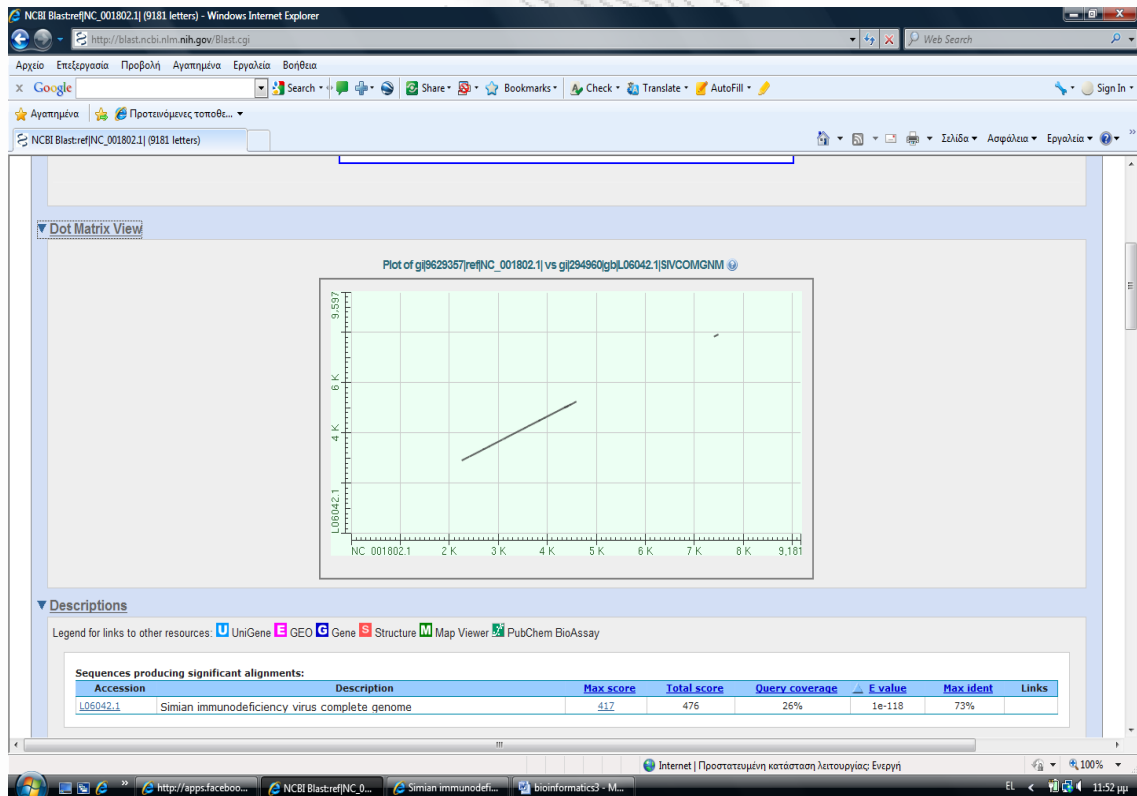 NCBI Blast:ref|NC_001802.1| (9181 letters) - Windows Internet Explorer
http://blast.ncbi.nlm.nih.gov/Blast.cgi
Web Search
Αρχείο Επεξεργασία Προβολή Αγαπημένα Εργαλεία Βοήθεια
x Google Search Share Bookmarks Check Translate AutoFill Sign In
Αγαπημένα Προτεινόμενες τοποθε...
NCBI Blast:ref|NC_001802.1| (9181 letters)
Σελίδα Ασφάλεια Εργαλεία
Dot Matrix View
Plot of gi|9629357|ref|NC_001802.1| vs gi|294960|gb|L06042.1|SIVCOMGNM
9,597
6 K
4 K
L06042.1
NC 001802.1 2 K 3 K 4 K 5 K 6 K 7 K 8 K 9,181
Descriptions
Legend for links to other resources: U UniGene E GEO G Gene S Structure M Map Viewer PubChem BioAssay
Sequences producing significant alignments:
Accession Description Max score Total score Query coverage E value Max ident Links
L06042.1 Simian immunodeficiency virus complete genome 417 476 26% 1e-118 73%
Internet | Προστατευμένη κατάσταση λειτουργίας: Ενεργή 100%
http://apps.faceboo... NCBI Blast:ref|NC_0... Simian immunodefi... bioinformatics3 - M... EL 11:52 μμ